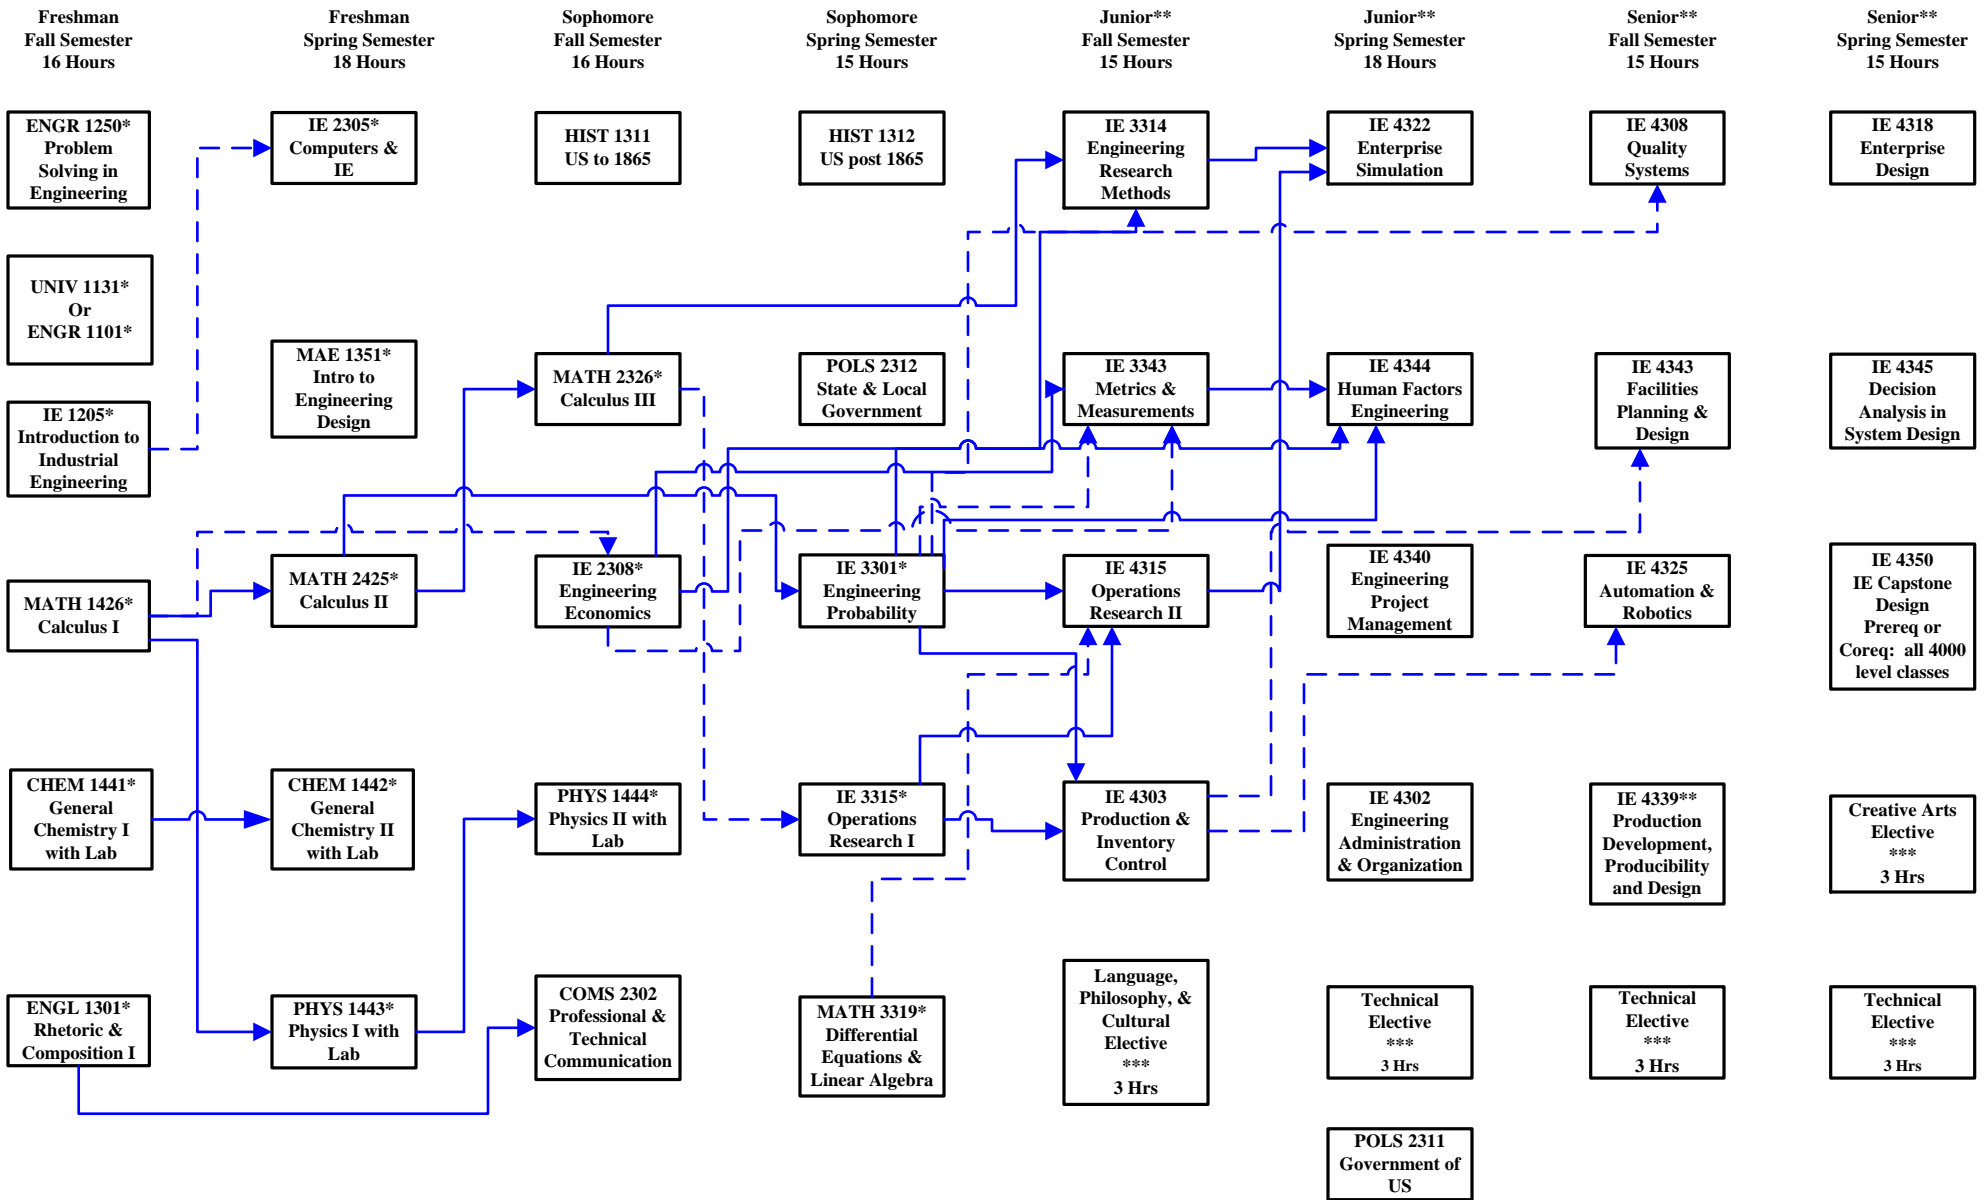 Freshman
Fall Semester
16 Hours
Freshman
Spring Semester
18 Hours
Sophomore
Fall Semester
16 Hours
Sophomore
Spring Semester
15 Hours
Junior**
Fall Semester
15 Hours
Junior**
Spring Semester
18 Hours
Senior**
Fall Semester
15 Hours
Senior**
Spring Semester
15 Hours
ENGR 1250*
Problem
Solving in
Engineering
UNIV 1131*
Or
ENGR 1101*
IE 1205*
Introduction to
Industrial
Engineering
MATH 1426*
Calculus I
CHEM 1441*
General
Chemistry I
with Lab
ENGL 1301*
Rhetoric &
Composition I
IE 2305*
Computers &
IE
MAE 1351*
Intro to
Engineering
Design
MATH 2425*
Calculus II
CHEM 1442*
General
Chemistry II
with Lab
PHYS 1443*
Physics I with
Lab
HIST 1311
US to 1865
MATH 2326*
Calculus III
IE 2308*
Engineering
Economics
PHYS 1444*
Physics II with
Lab
COMS 2302
Professional &
Technical
Communication
HIST 1312
US post 1865
POLS 2312
State & Local
Government
IE 3301*
Engineering
Probability
IE 3315*
Operations
Research I
MATH 3319*
Differential
Equations &
Linear Algebra
IE 3314
Engineering
Research
Methods
IE 3343
Metrics &
Measurements
IE 4315
Operations
Research II
IE 4303
Production &
Inventory
Control
Language,
Philosophy, &
Cultural
Elective
***
3 Hrs
IE 4322
Enterprise
Simulation
IE 4344
Human Factors
Engineering
IE 4340
Engineering
Project
Management
IE 4302
Engineering
Administration
& Organization
Technical
Elective
***
3 Hrs
POLS 2311
Government of
US
IE 4308
Quality
Systems
IE 4343
Facilities
Planning &
Design
IE 4325
Automation &
Robotics
IE 4339**
Production
Development,
Producibility
and Design
Technical
Elective
***
3 Hrs
IE 4318
Enterprise
Design
IE 4345
Decision
Analysis in
System Design
IE 4350
IE Capstone
Design
Prereq or
Coreq:  all 4000
level classes
Creative Arts
Elective
***
3 Hrs
Technical
Elective
***
3 Hrs